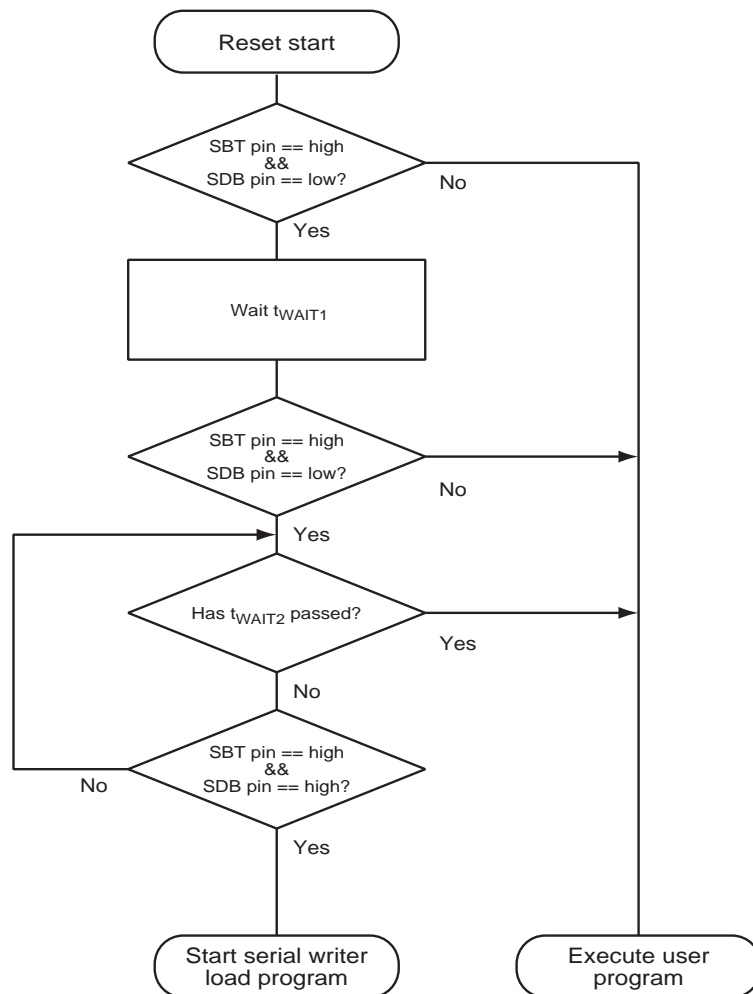 Reset start
SBT pin == high
&&
SDB pin == low?
No
Yes
Wait tWAIT1
SBT pin == high
&&
SDB pin == low?
No
Yes
Has tWAIT2 passed?
Yes
No
SBT pin == high
&&
SDB pin == high?
No
Yes
Start serial writer
load program
Execute user
program